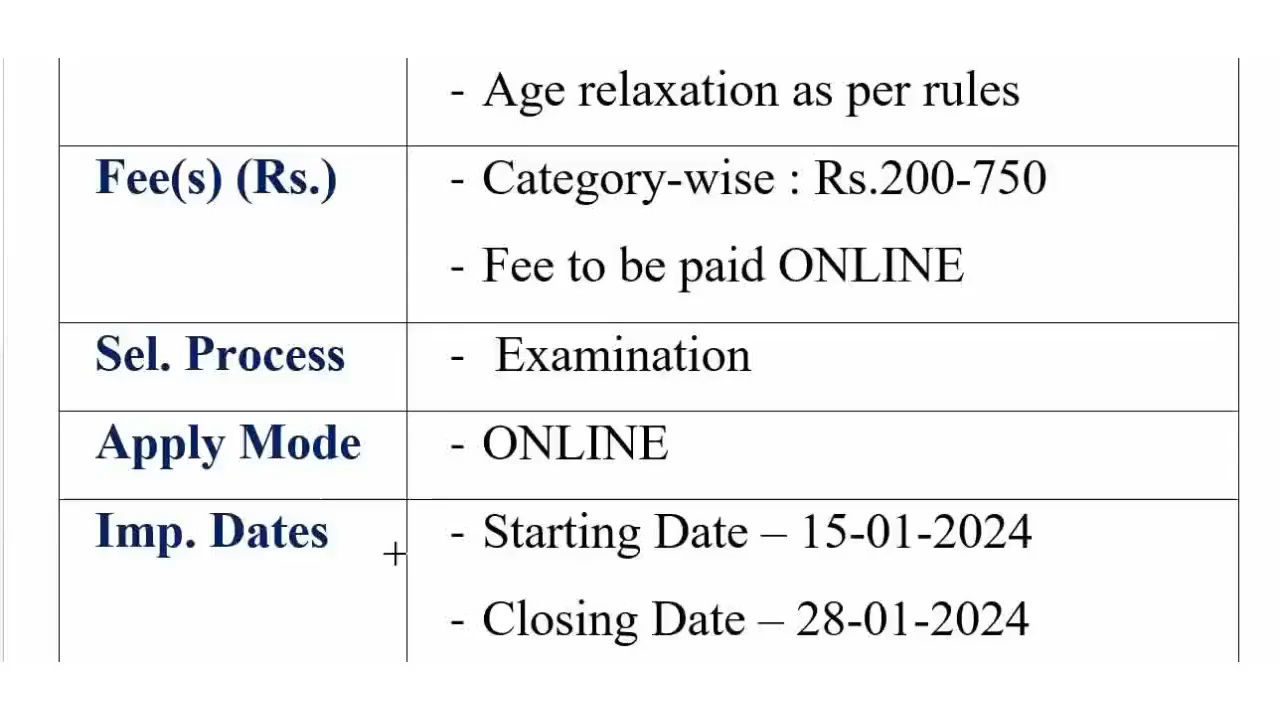 - Age relaxation as per rules
Fee(s) (Rs.) - Category-wise : Rs.200-750
- Fee to be paid ONLINE
Sel. Process - Examination
Apply Mode - ONLINE
Imp. Dates - Starting Date – 15-01-2024
- Closing Date – 28-01-2024